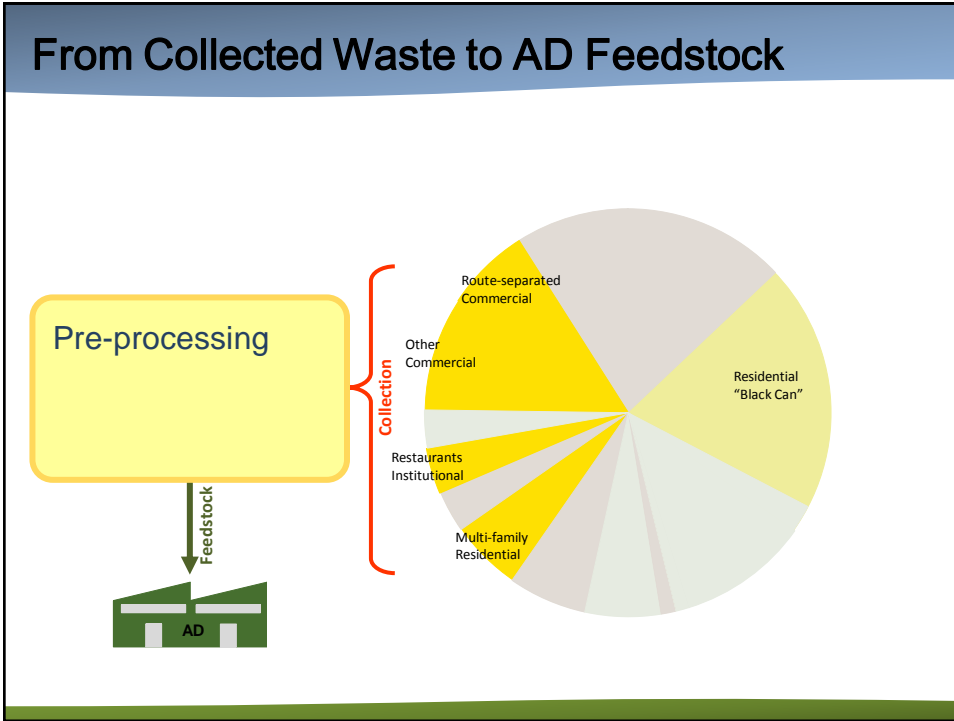 From Collected Waste to AD Feedstock
Pre-processing
Collection
Feedstock
AD
Route-separated
Commercial
Other
Commercial
Restaurants
Institutional
Multi-family
Residential
Residential
“Black Can”